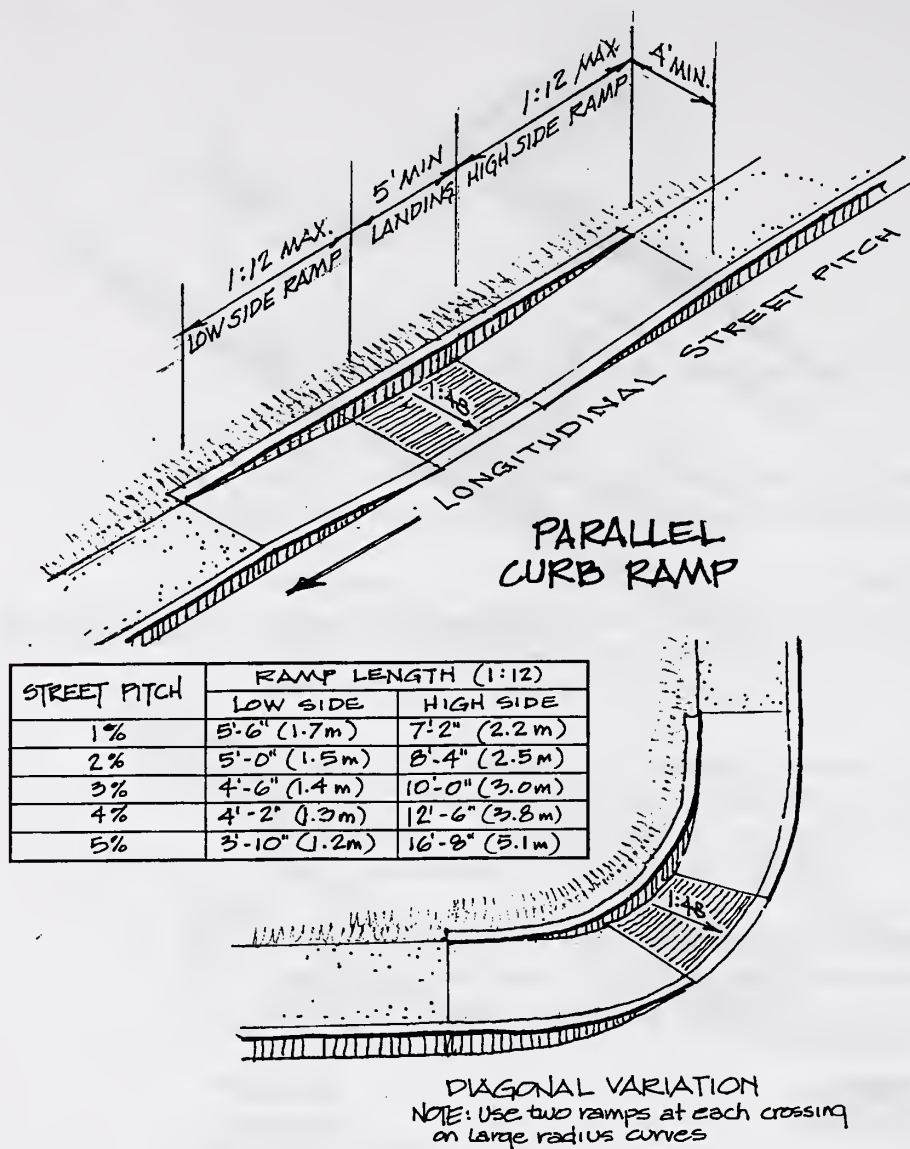 1:12 MAX.
LOW SIDE RAMP
5' MIN
LANDING
1:12 MAX.
HIGH SIDE RAMP
4' MIN.
1:48
LONGITUDINAL STREET PITCH
PARALLEL
CURB RAMP
STREET PITCH
RAMP LENGTH (1:12)
LOW SIDE HIGH SIDE
1% 5'-6" (1.7m) 7'-2" (2.2m)
2% 5'-0" (1.5m) 8'-4" (2.5m)
3% 4'-6" (1.4m) 10'-0" (3.0m)
4% 4'-2" (1.3m) 12'-6" (3.8m)
5% 3'-10" (1.2m) 16'-8" (5.1m)
1:48
DIAGONAL VARIATION
NOTE: Use two ramps at each crossing
on large radius curves